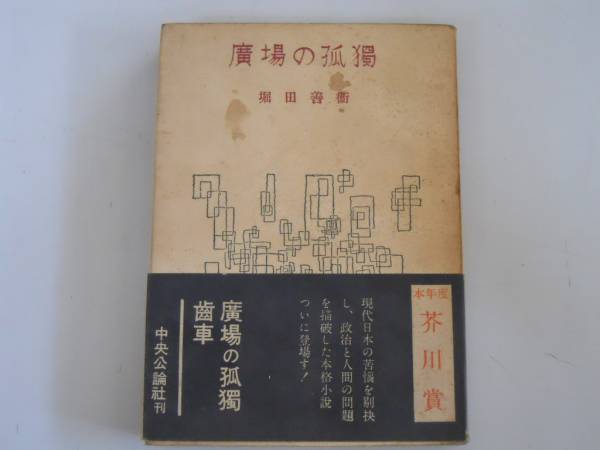 廣場の孤獨
堀田善衞
本年度
芥川賞
現代日本の苦惱を剔抉
し、政治と人間の問題
を描破した本格小説
ついに登場す!
廣場の孤獨
齒車
中央公論社刊